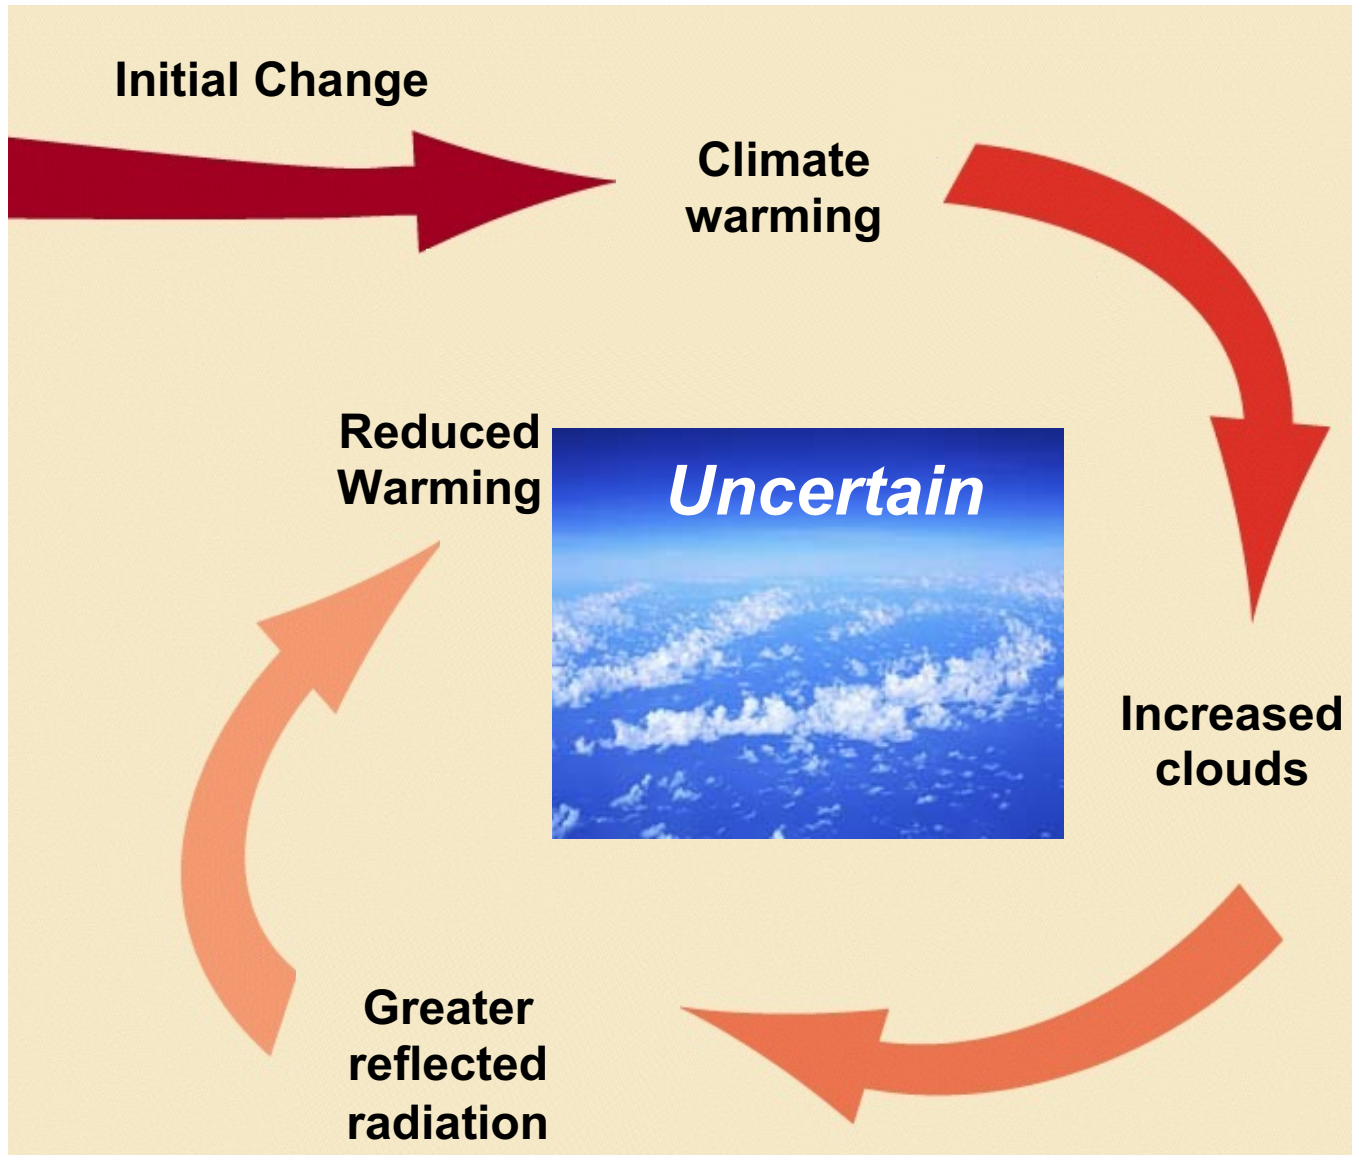 Initial Change
Climate
warming
Reduced
Warming
Uncertain
Increased
clouds
Greater
reflected
radiation